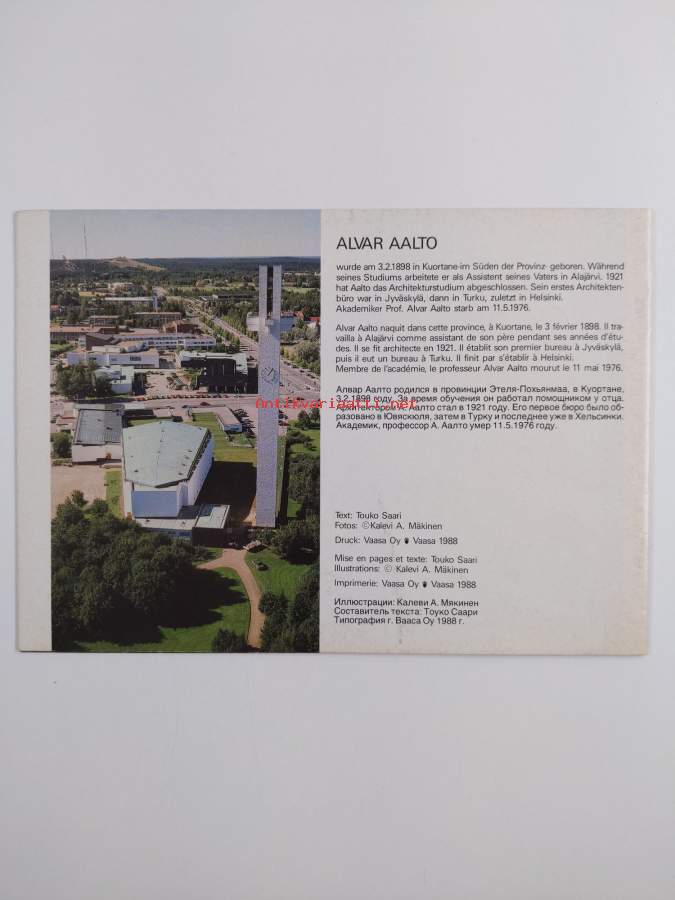 ALVAR AALTO
wurde am 3.2.1898 in Kuortane-im Süden der Provinz- geboren. Während
seines Studiums arbeitete er als Assistent seines Vaters in Alajärvi. 1921
hat Aalto das Architekturstudium abgeschlossen. Sein erstes Architekten-
büro war in Jyväskylä, dann in Turku, zuletzt in Helsinki.
Akademiker Prof. Alvar Aalto starb am 11.5.1976.
Alvar Aalto naquit dans cette province, à Kuortane, le 3 février 1898. Il tra-
vailla à Alajärvi comme assistant de son père pendant ses années d'étu-
des. Il se fit architecte en 1921. Il établit son premier bureau à Jyväskylä,
puis il eut un bureau à Turku. Il finit par s'établir à Helsinki.
Membre de l'académie, le professeur Alvar Aalto mourut le 11 mai 1976.
Алвар Аалто родился в провинции Этеля-Похьянмаа, в Куортане,
3.2.1898 году. За время обучения он работал помощником у отца.
Архитектором А. Аалто стал в 1921 году. Его первое бюро было об-
разовано в Ювяскюля, затем в Турку и последнее уже в Хельсинки.
Академик, профессор А. Аалто умер 11.5.1976 году.
antikvariaatti.net
Text: Touko Saari
Fotos: ©Kalevi A. Mäkinen
Druck: Vaasa Oy Vaasa 1988
Mise en pages et texte: Touko Saari
Illustrations: © Kalevi A. Mäkinen
Imprimerie: Vaasa Oy Vaasa 1988
Иллюстрации: Калеви А. Мякинен
Составитель текста: Тоуко Саари
Типография г. Вааса Оу 1988 г.